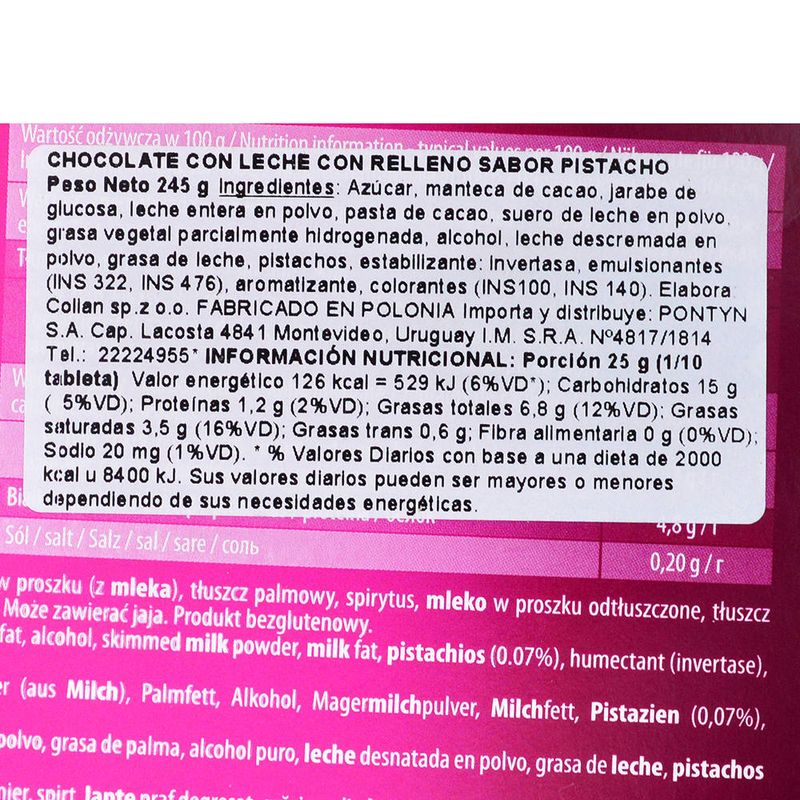 Wartość odżywcza w 100 g / Nutrition information - typical values per 100 g /
CHOCOLATE CON LECHE CON RELLENO SABOR PISTACHO
Peso Neto 245 g Ingredientes: Azúcar, manteca de cacao, jarabe de
glucosa, leche entera en polvo, pasta de cacao, suero de leche en polvo,
grasa vegetal parcialmente hidrogenada, alcohol, leche descremada en
polvo, grasa de leche, pistachos, estabilizante: Invertasa, emulsionantes
(INS 322, INS 476), aromatizante, colorantes (INS100, INS 140). Elabora
Collan sp.z o.o. FABRICADO EN POLONIA Importa y distribuye: PONTYN
S.A. Cap. Lacosta 4841 Montevideo, Uruguay I.M. S.R.A. Nº4817/1814
Tel.: 22224955* INFORMACIÓN NUTRICIONAL: Porción 25 g (1/10
tableta) Valor energético 126 kcal = 529 kJ (6%VD*); Carbohidratos 15 g
( 5%VD); Proteínas 1,2 g (2%VD); Grasas totales 6,8 g (12%VD); Grasas
saturadas 3,5 g (16%VD); Grasas trans 0,6 g; Fibra alimentaria 0 g (0%VD);
Sodio 20 mg (1%VD). * % Valores Diarios con base a una dieta de 2000
kcal u 8400 kJ. Sus valores diarios pueden ser mayores o menores
dependiendo de sus necesidades energéticas.
4,8 g / г
Sól / salt / Salz / sal / sare / соль
0,20 g / г
w proszku (z mleka), tłuszcz palmowy, spirytus, mleko w proszku odtłuszczone, tłuszcz
Może zawierać jaja. Produkt bezglutenowy.
fat, alcohol, skimmed milk powder, milk fat, pistachios (0.07%), humectant (invertase),
(aus Milch), Palmfett, Alkohol, Magermilchpulver, Milchfett, Pistazien (0,07%),
polvo, grasa de palma, alcohol puro, leche desnatada en polvo, grasa de leche, pistachos
spirt, lapte praf